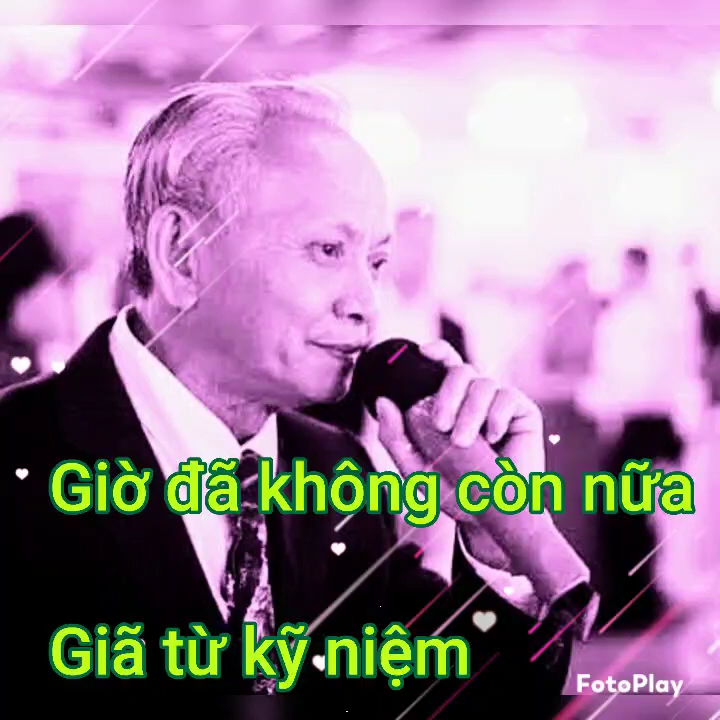 Giờ đã không còn nữa
Giã từ kỹ niệm
FotoPlay